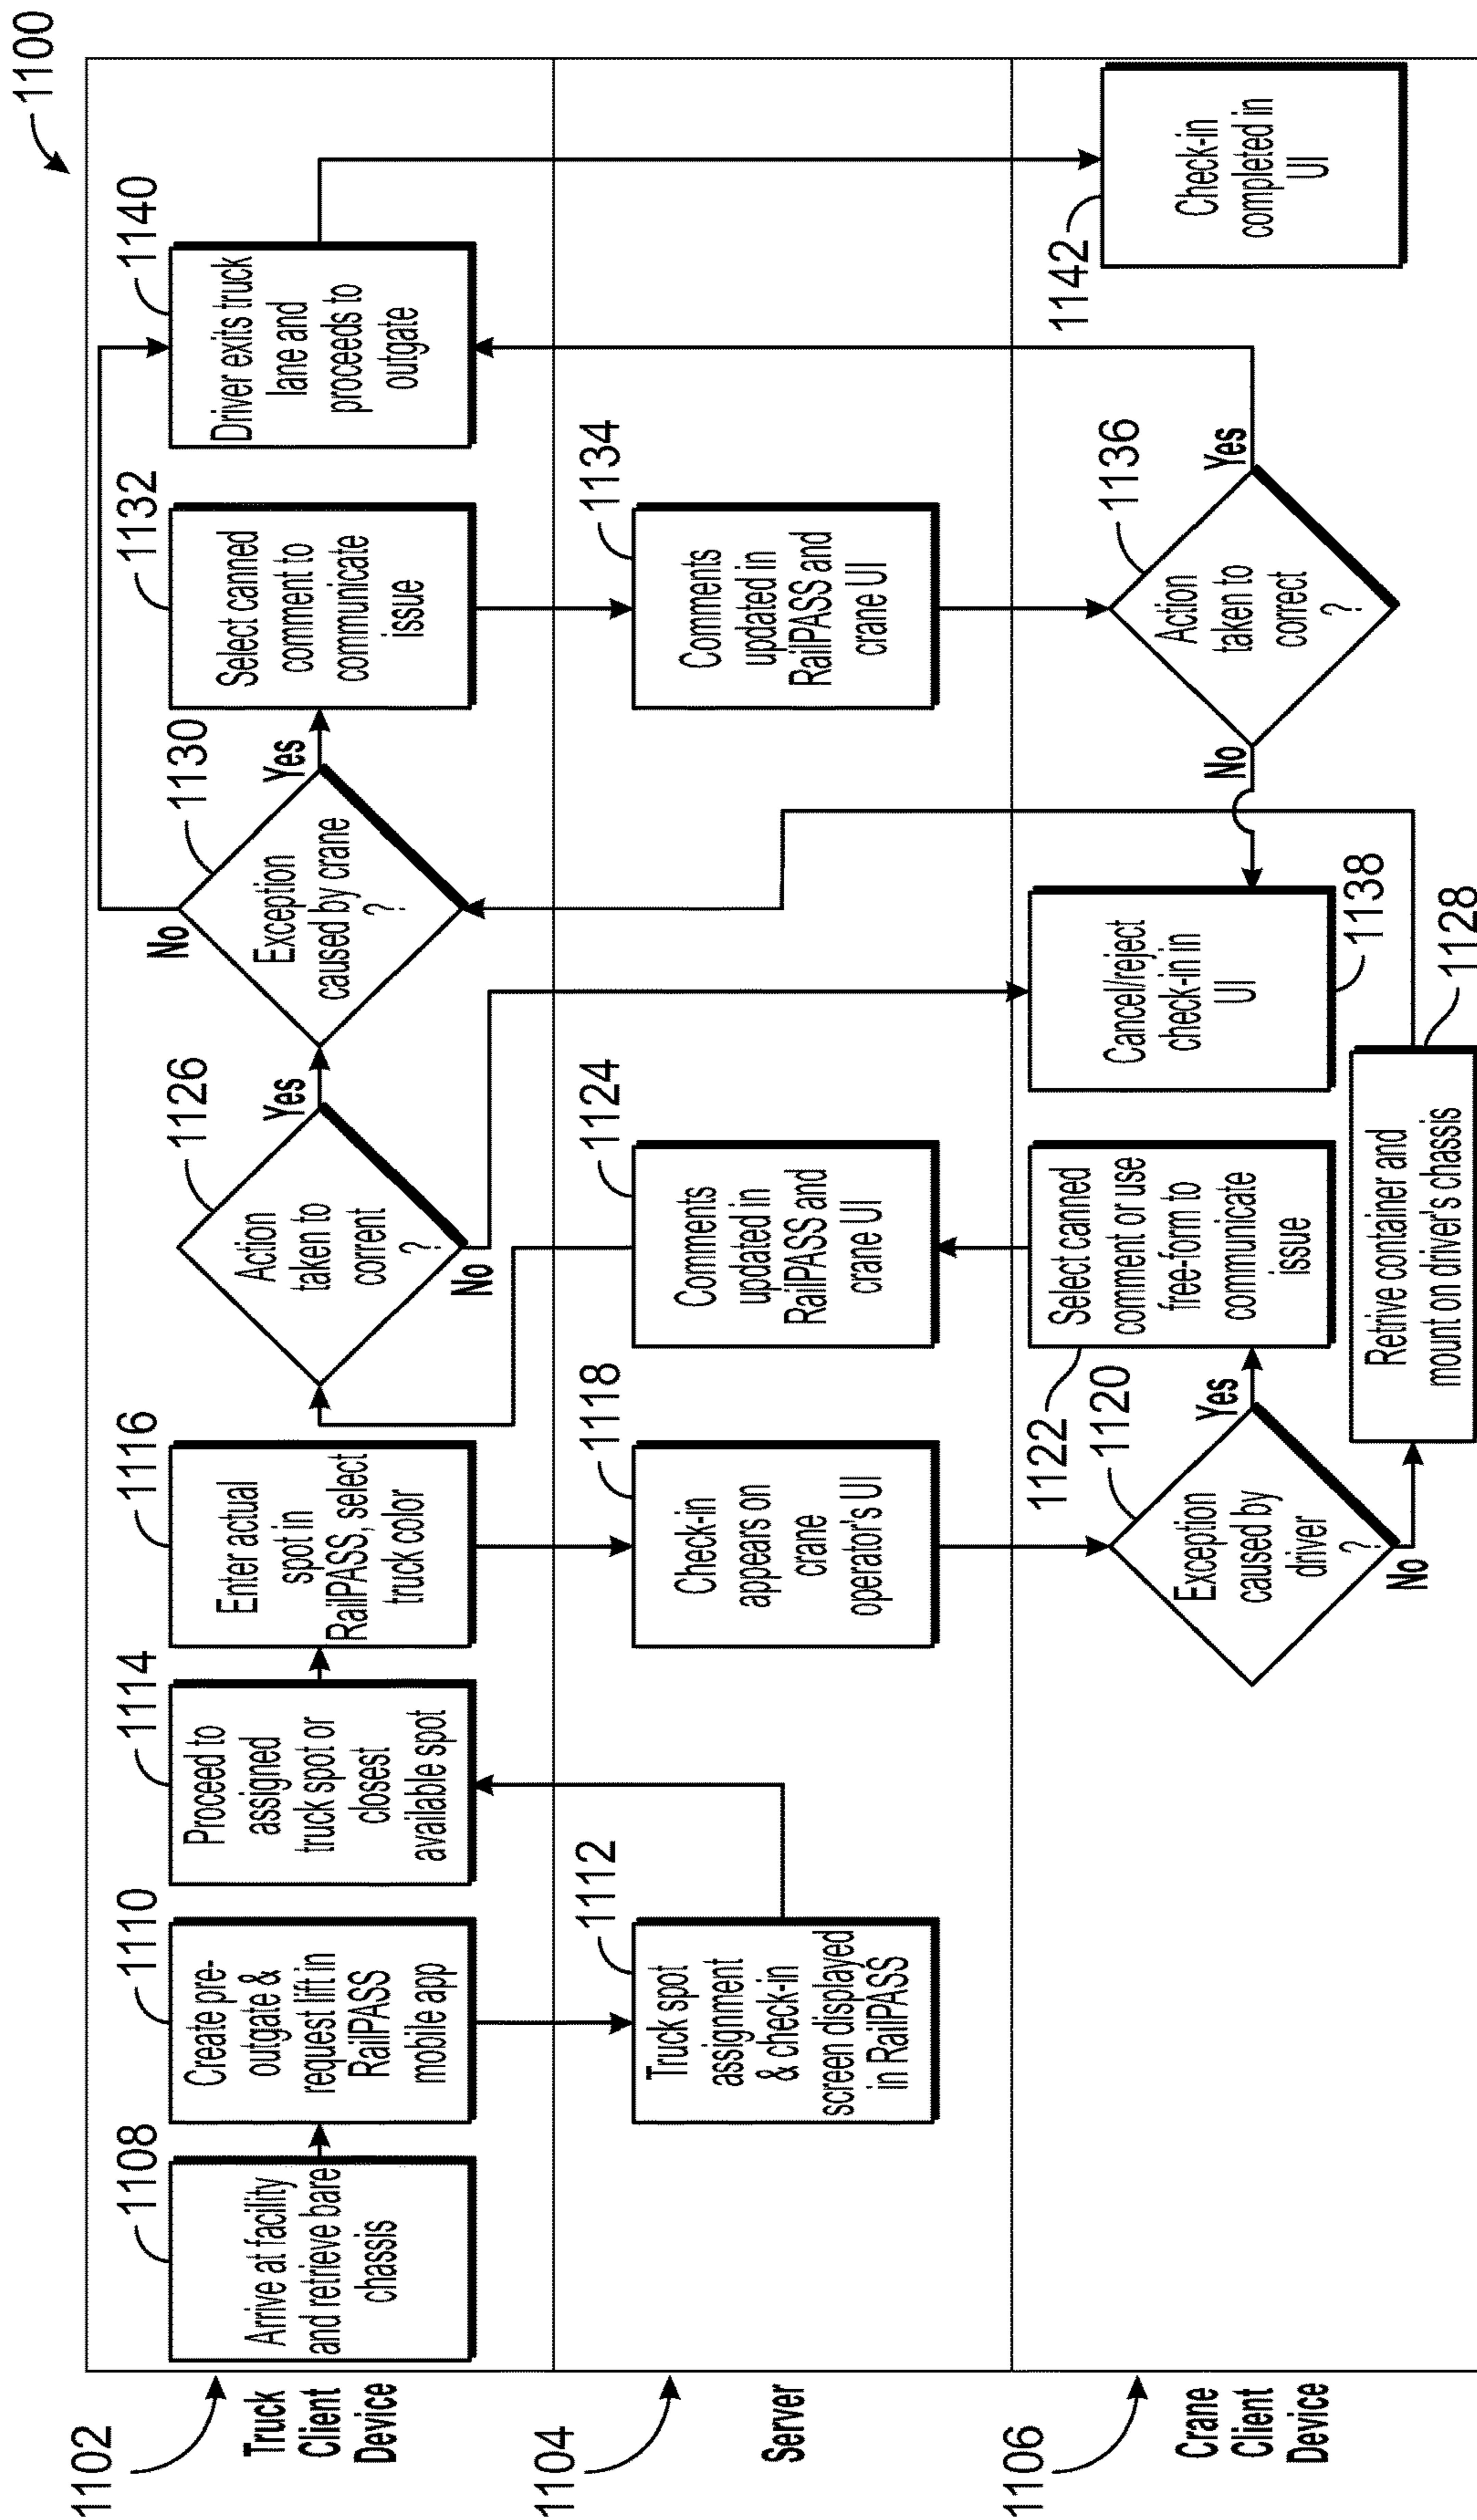 1100
1102
Truck
Client
Device
1108
Arrive at facility
and retrieve bare
chassis
1110
Create pre-
outgate &
request lift in
RailPASS
mobile app
1114
Proceed to
assigned
truck spot or
closest
available spot
1116
Enter actual
spot in
RailPASS, select
truck color
1126
Action
taken to
corrent
?
Yes
No
1130
Exception
caused by crane
?
Yes
No
1132
Select canned
comment to
communicate
issue
1140
Driver exits truck
lane and
proceeds to
outgate
1104
Server
1112
Truck spot
assignment
& check-in
screen displayed
in RailPASS
1118
Check-in
appears on
crane
operator's UI
1124
Comments
updated in
RailPASS and
crane UI
1134
Comments
updated in
RailPASS and
crane UI
1106
Crane
Client
Device
1120
Exception
caused by
driver
?
Yes
No
1122
Select canned
comment or use
free-form to
communicate
issue
1128
Retrive container and
mount on driver's chassis
1138
Cancel/reject
check-in in
UI
1136
Action
taken to
correct
?
No
Yes
1142
Check-in
completed in
UI